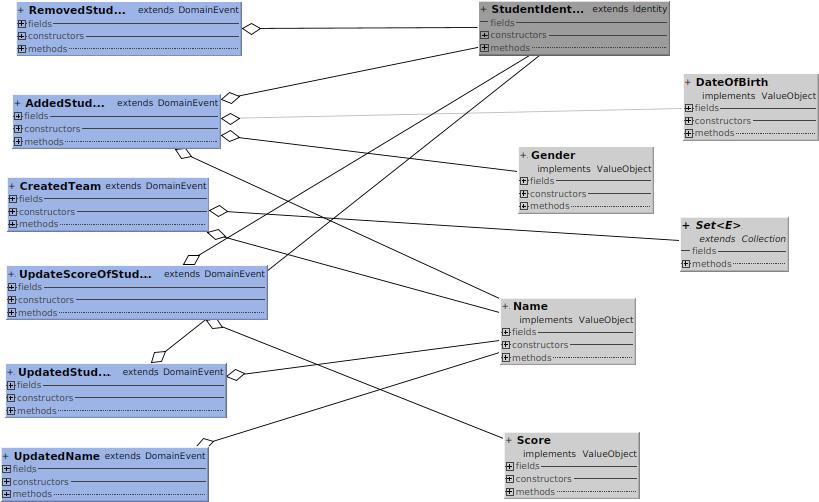 + RemovedStud... extends DomainEvent
fields
constructors
methods
+ StudentIdent... extends Identity
fields
constructors
methods
+ DateOfBirth
implements ValueObject
fields
constructors
methods
+ AddedStud... extends DomainEvent
fields
constructors
methods
+ Gender
implements ValueObject
fields
constructors
methods
+ CreatedTeam extends DomainEvent
fields
constructors
methods
+ Set<E>
extends Collection
fields
methods
+ UpdateScoreOfStud... extends DomainEvent
fields
constructors
methods
+ Name
implements ValueObject
fields
constructors
methods
+ UpdatedStud... extends DomainEvent
fields
constructors
methods
+ Score
implements ValueObject
fields
constructors
methods
+ UpdatedName extends DomainEvent
fields
constructors
methods